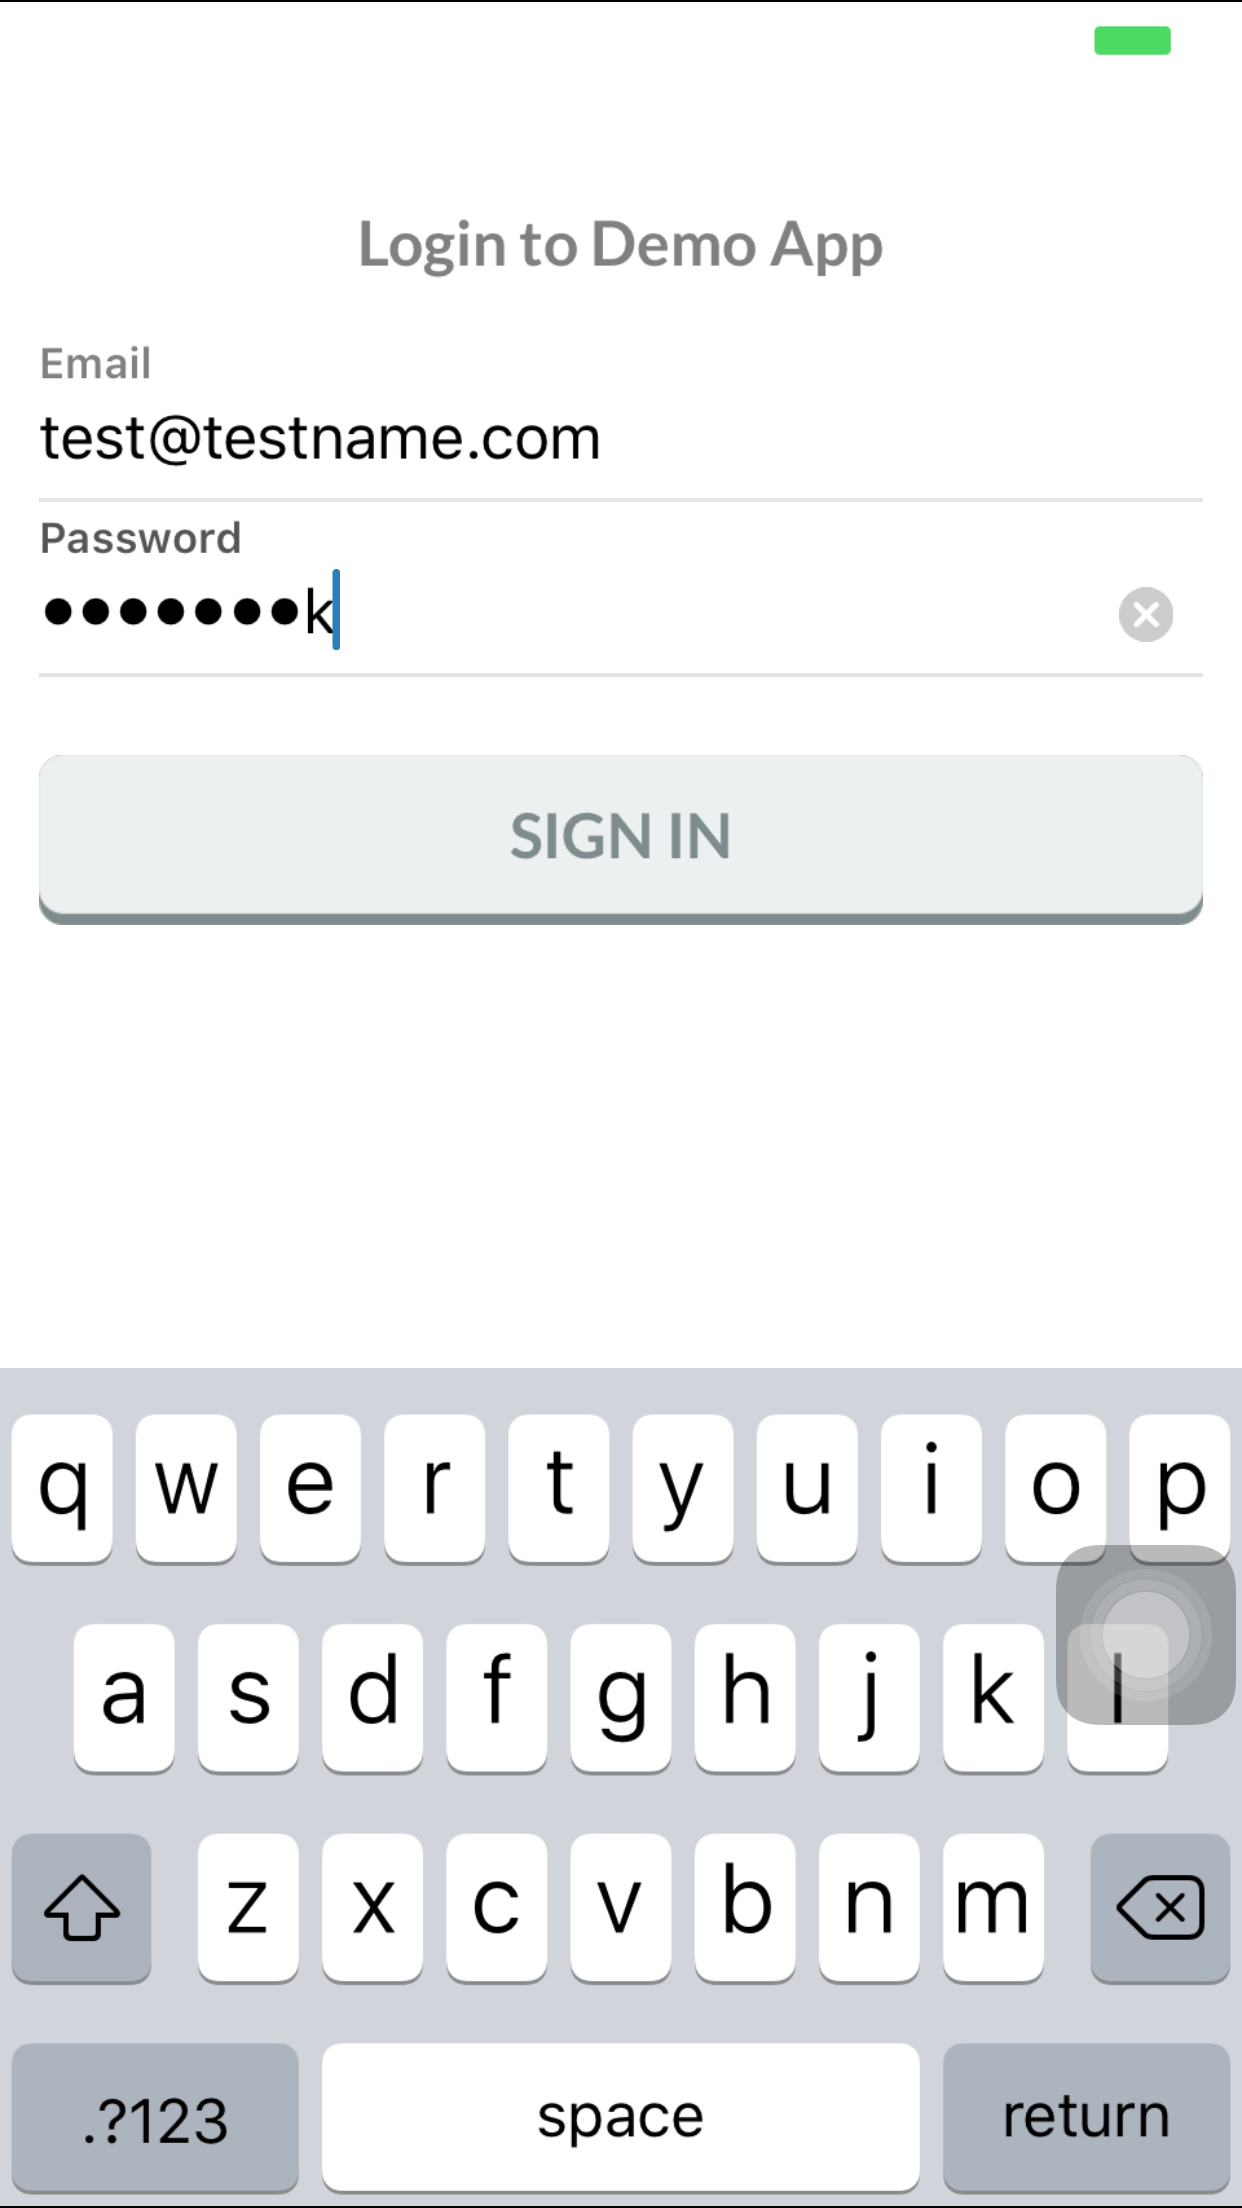 Login to Demo App
Email
test@testname.com
Password
•••••••k
SIGN IN
q w e r t y u i o p
a s d f g h j k l
z x c v b n m
.?123 space return